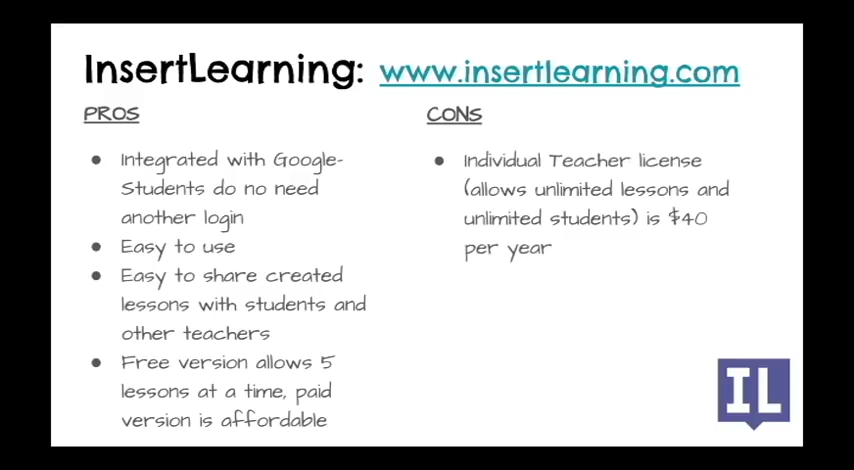 InsertLearning: www.insertlearning.com
PROS
● Integrated with Google-
Students do no need
another login
● Easy to use
● Easy to share created
lessons with students and
other teachers
● Free version allows 5
lessons at a time, paid
version is affordable
CONS
● Individual Teacher license
(allows unlimited lessons and
unlimited students) is $40
per year
IL